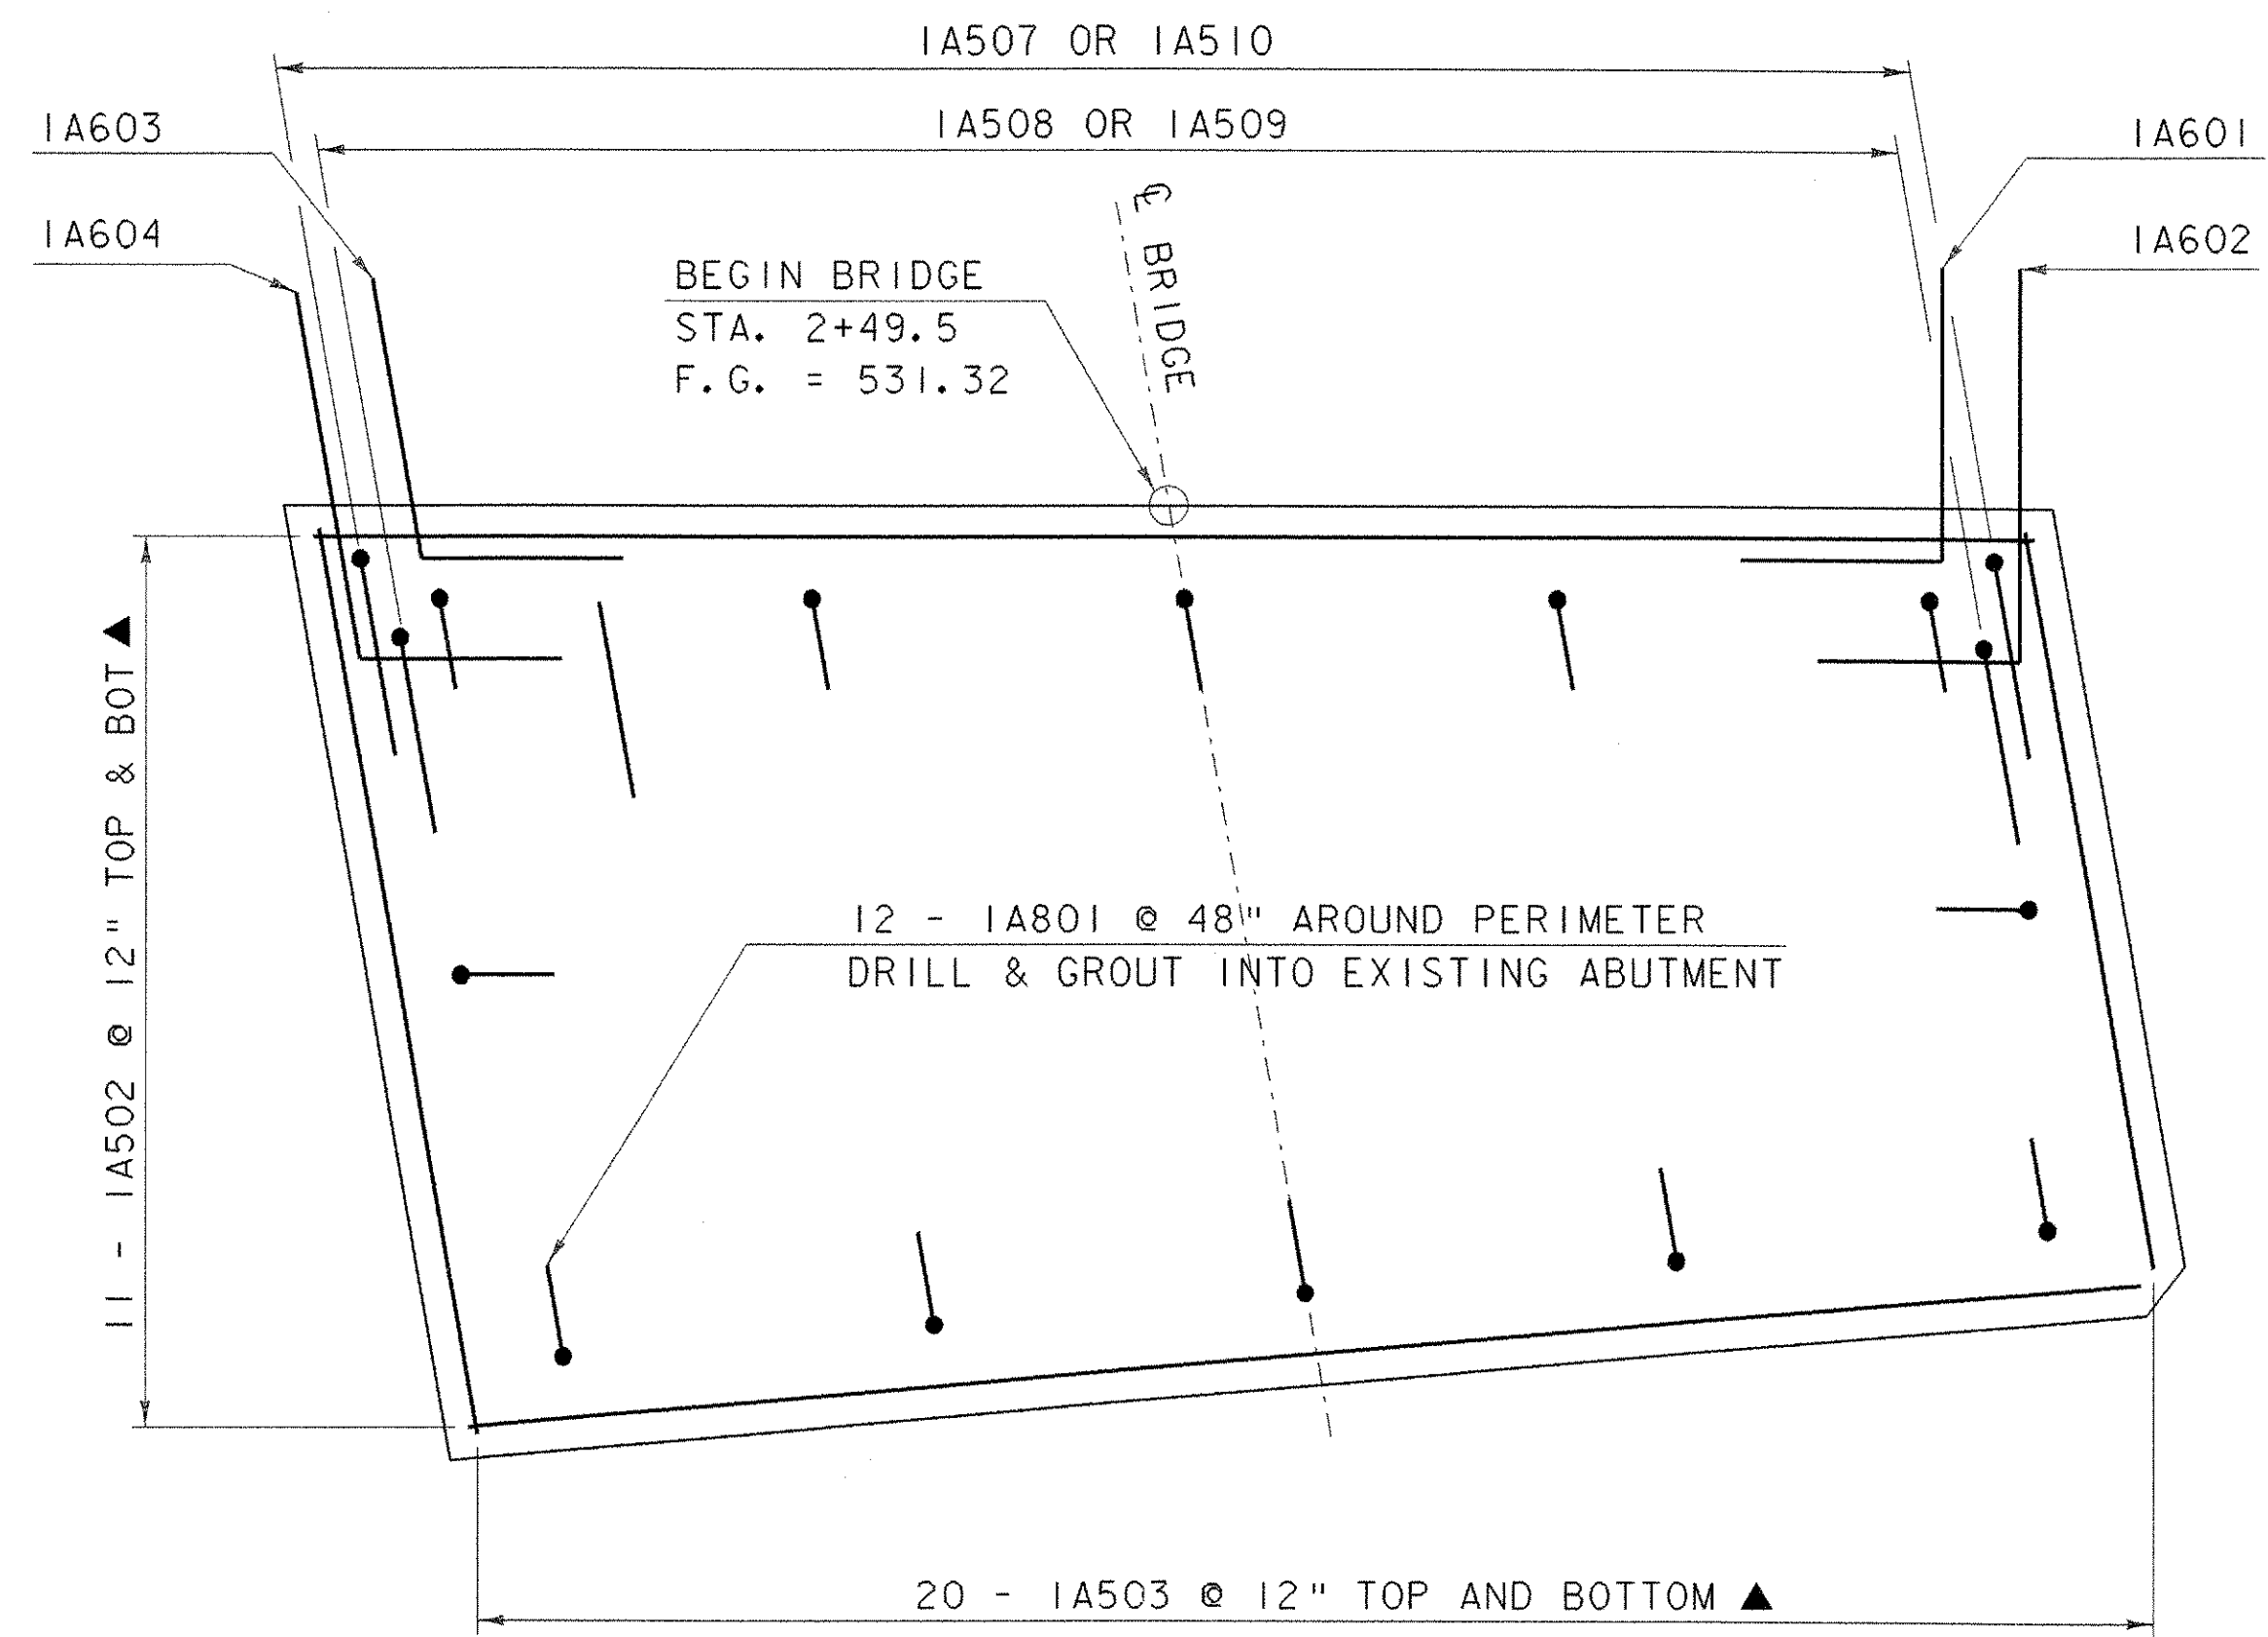 1A507 OR 1A510
1A508 OR 1A509
1A603
1A601
1A604
1A602
℄ BRIDGE
BEGIN BRIDGE
STA. 2+49.5
F.G. = 531.32
11 - 1A502 @ 12" TOP & BOT ▲
12 - 1A801 @ 48" AROUND PERIMETER
DRILL & GROUT INTO EXISTING ABUTMENT
20 - 1A503 @ 12" TOP AND BOTTOM ▲